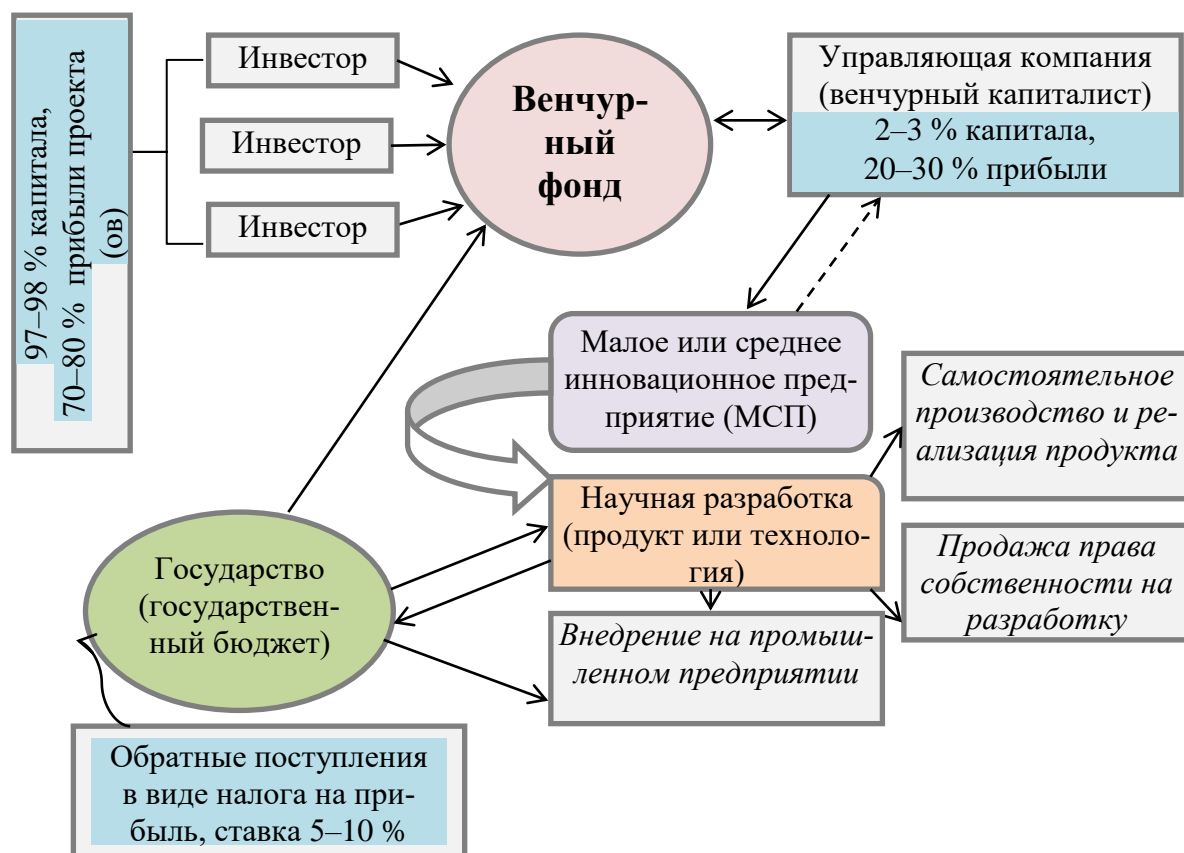 97–98 % капитала,
70–80 %  прибыли проекта
(ов)
Инвестор
Инвестор
Инвестор
Венчур-
ный
фонд
Управляющая компания
(венчурный капиталист)
2–3 % капитала,
20–30 % прибыли
Малое или среднее
инновационное пред-
приятие (МСП)
Самостоятельное
производство и ре-
ализация продукта
Научная разработка
(продукт или техноло-
гия)
Продажа права
собственности на
разработку
Государство
(государствен-
ный бюджет)
Внедрение на промыш-
ленном предприятии
Обратные поступления
в виде налога на при-
быль, ставка 5–10 %